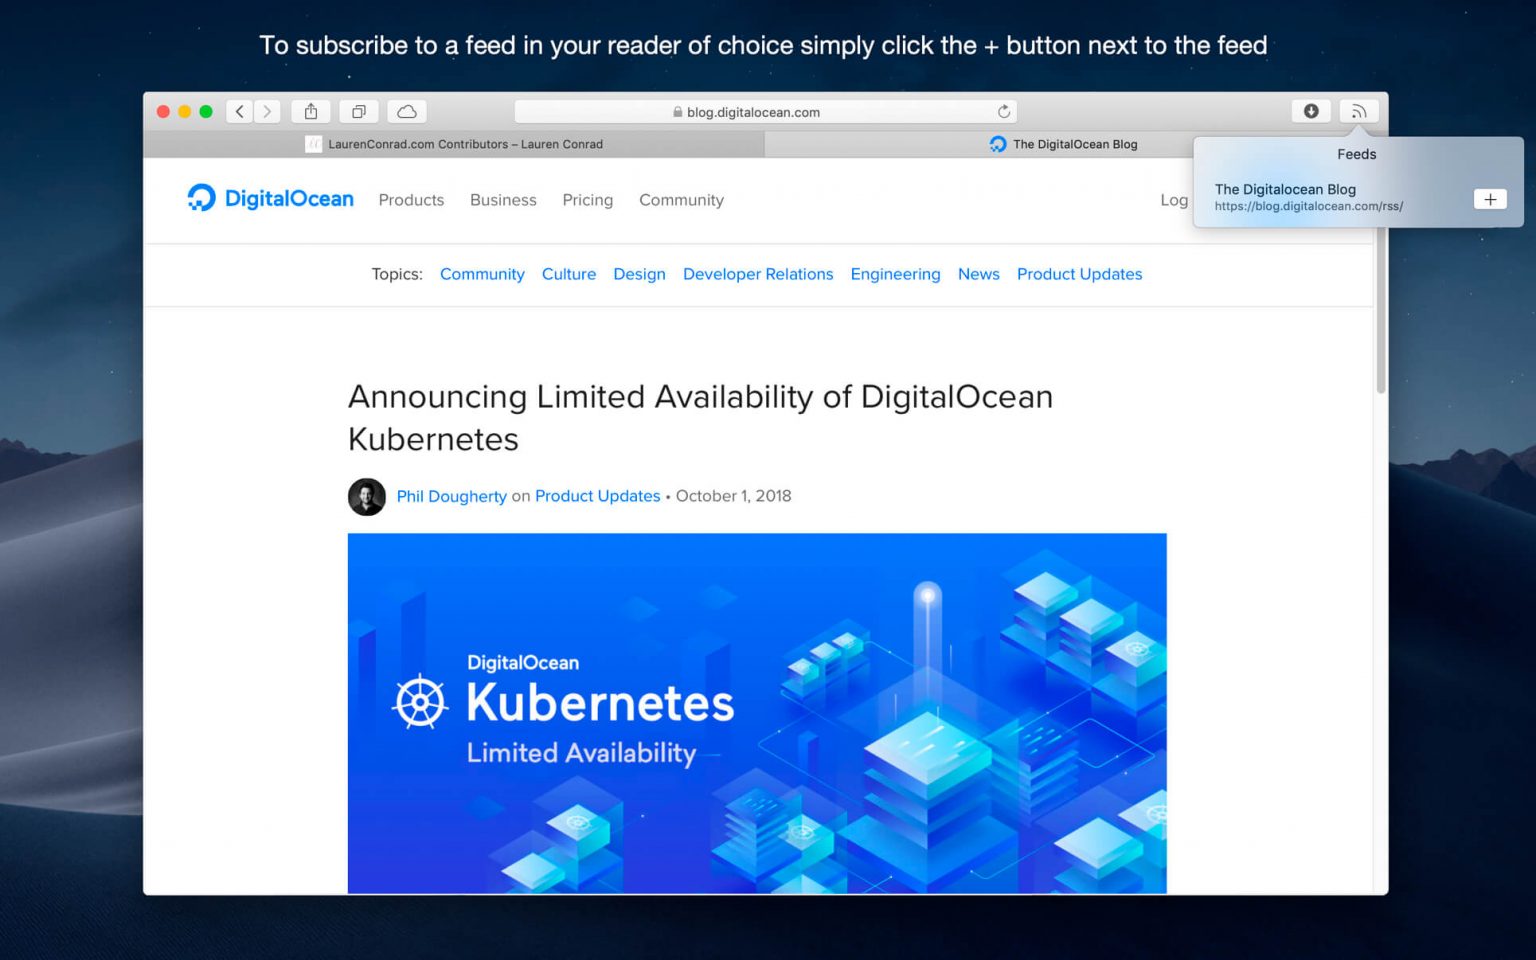 To subscribe to a feed in your reader of choice simply click the + button next to the feed
blog.digitalocean.com
LaurenConrad.com Contributors – Lauren Conrad
The DigitalOcean Blog
Feeds
The Digitalocean Blog
https://blog.digitalocean.com/rss/
DigitalOcean Products Business Pricing Community Log
Topics: Community Culture Design Developer Relations Engineering News Product Updates
Announcing Limited Availability of DigitalOcean
Kubernetes
Phil Dougherty on Product Updates • October 1, 2018
DigitalOcean
Kubernetes
Limited Availability